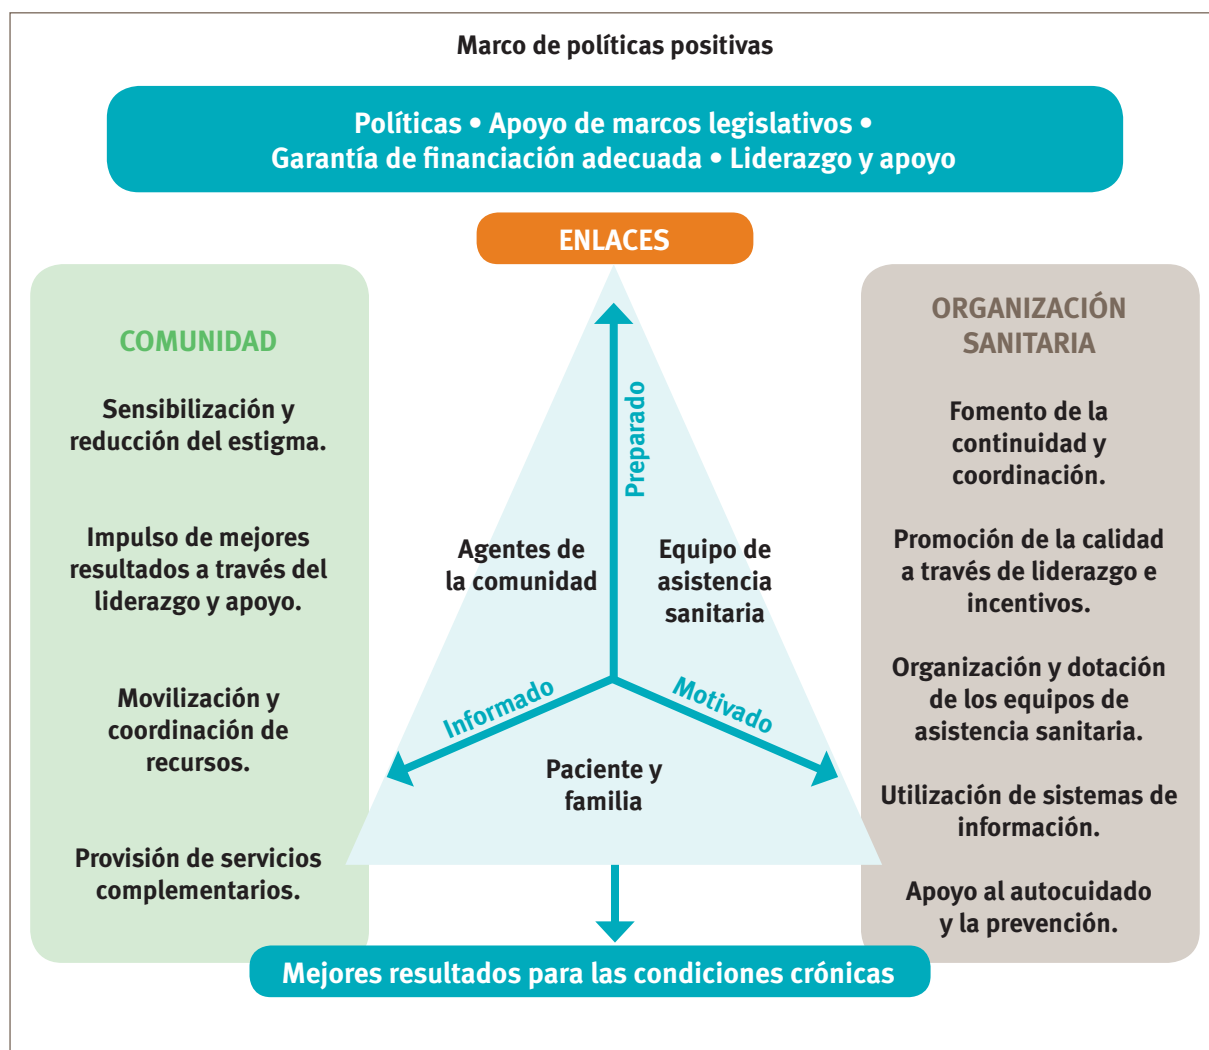 Marco de políticas positivas
Políticas • Apoyo de marcos legislativos •
Garantía de financiación adecuada • Liderazgo y apoyo
ENLACES
COMUNIDAD
Sensibilización y
reducción del estigma.
Impulso de mejores
resultados a través del
liderazgo y apoyo.
Movilización y
coordinación de
recursos.
Provisión de servicios
complementarios.
Preparado
Agentes de
la comunidad
Equipo de
asistencia
sanitaria
Informado
Motivado
Paciente y
familia
ORGANIZACIÓN
SANITARIA
Fomento de la
continuidad y
coordinación.
Promoción de la calidad
a través de liderazgo e
incentivos.
Organización y dotación
de los equipos de
asistencia sanitaria.
Utilización de sistemas de
información.
Apoyo al autocuidado
y la prevención.
Mejores resultados para las condiciones crónicas